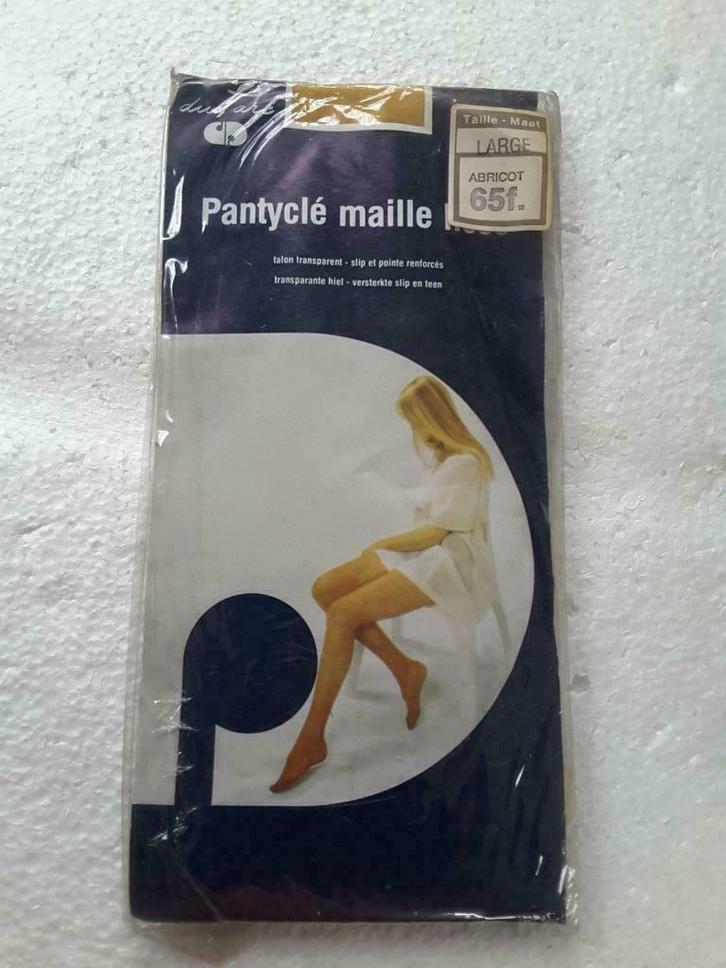 Taille - Maat
LARGE
ABRICOT
65f.
Pantyclé maille
talon transparent - slip et pointe renforcés
transparante hiel - versterkte slip en teen